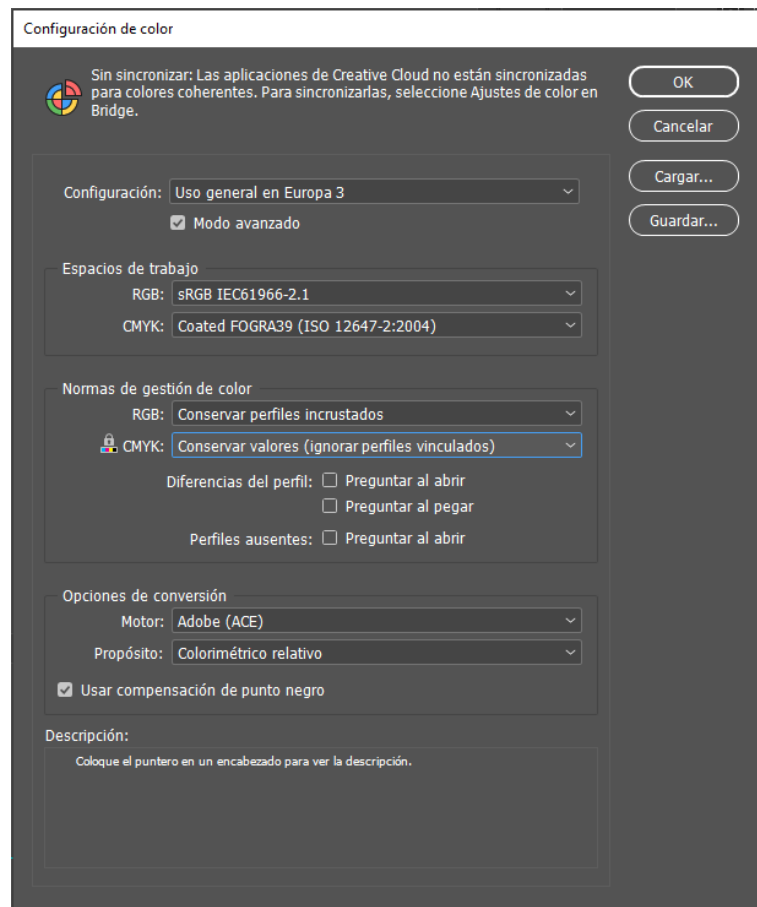 Configuración de color
Sin sincronizar: Las aplicaciones de Creative Cloud no están sincronizadas
para colores coherentes. Para sincronizarlas, seleccione Ajustes de color en
Bridge.
OK
Cancelar
Cargar...
Guardar...
Configuración: Uso general en Europa 3
Modo avanzado
Espacios de trabajo
RGB: sRGB IEC61966-2.1
CMYK: Coated FOGRA39 (ISO 12647-2:2004)
Normas de gestión de color
RGB: Conservar perfiles incrustados
CMYK: Conservar valores (ignorar perfiles vinculados)
Diferencias del perfil: Preguntar al abrir
Preguntar al pegar
Perfiles ausentes: Preguntar al abrir
Opciones de conversión
Motor: Adobe (ACE)
Propósito: Colorimétrico relativo
Usar compensación de punto negro
Descripción:
Coloque el puntero en un encabezado para ver la descripción.